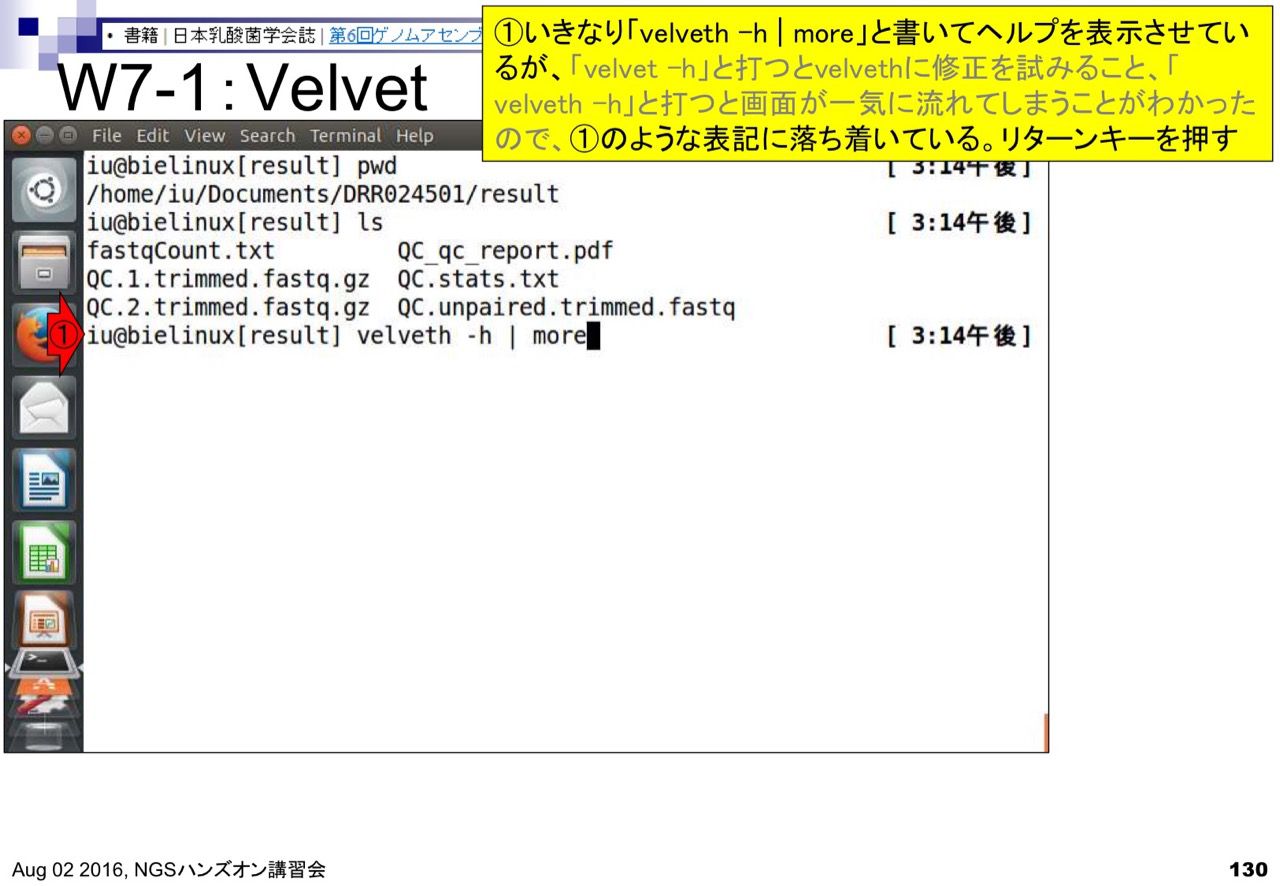 • 書籍 | 日本乳酸菌学会誌 | 第6回ゲノムアセンブ
W7-1：Velvet
①いきなり「velveth -h | more」と書いてヘルプを表示させてい
るが、「velvet -h」と打つとvelvethに修正を試みること、「
velveth -h」と打つと画面が一気に流れてしまうことがわかった
ので、①のような表記に落ち着いている。リターンキーを押す
File Edit View Search Terminal Help
iu@bielinux[result] pwd [ 3:14午後]
/home/iu/Documents/DRR024501/result
iu@bielinux[result] ls [ 3:14午後]
fastqCount.txt QC_qc_report.pdf
QC.1.trimmed.fastq.gz QC.stats.txt
QC.2.trimmed.fastq.gz QC.unpaired.trimmed.fastq
①
iu@bielinux[result] velveth -h | more [ 3:14午後]
Aug 02 2016, NGSハンズオン講習会
130